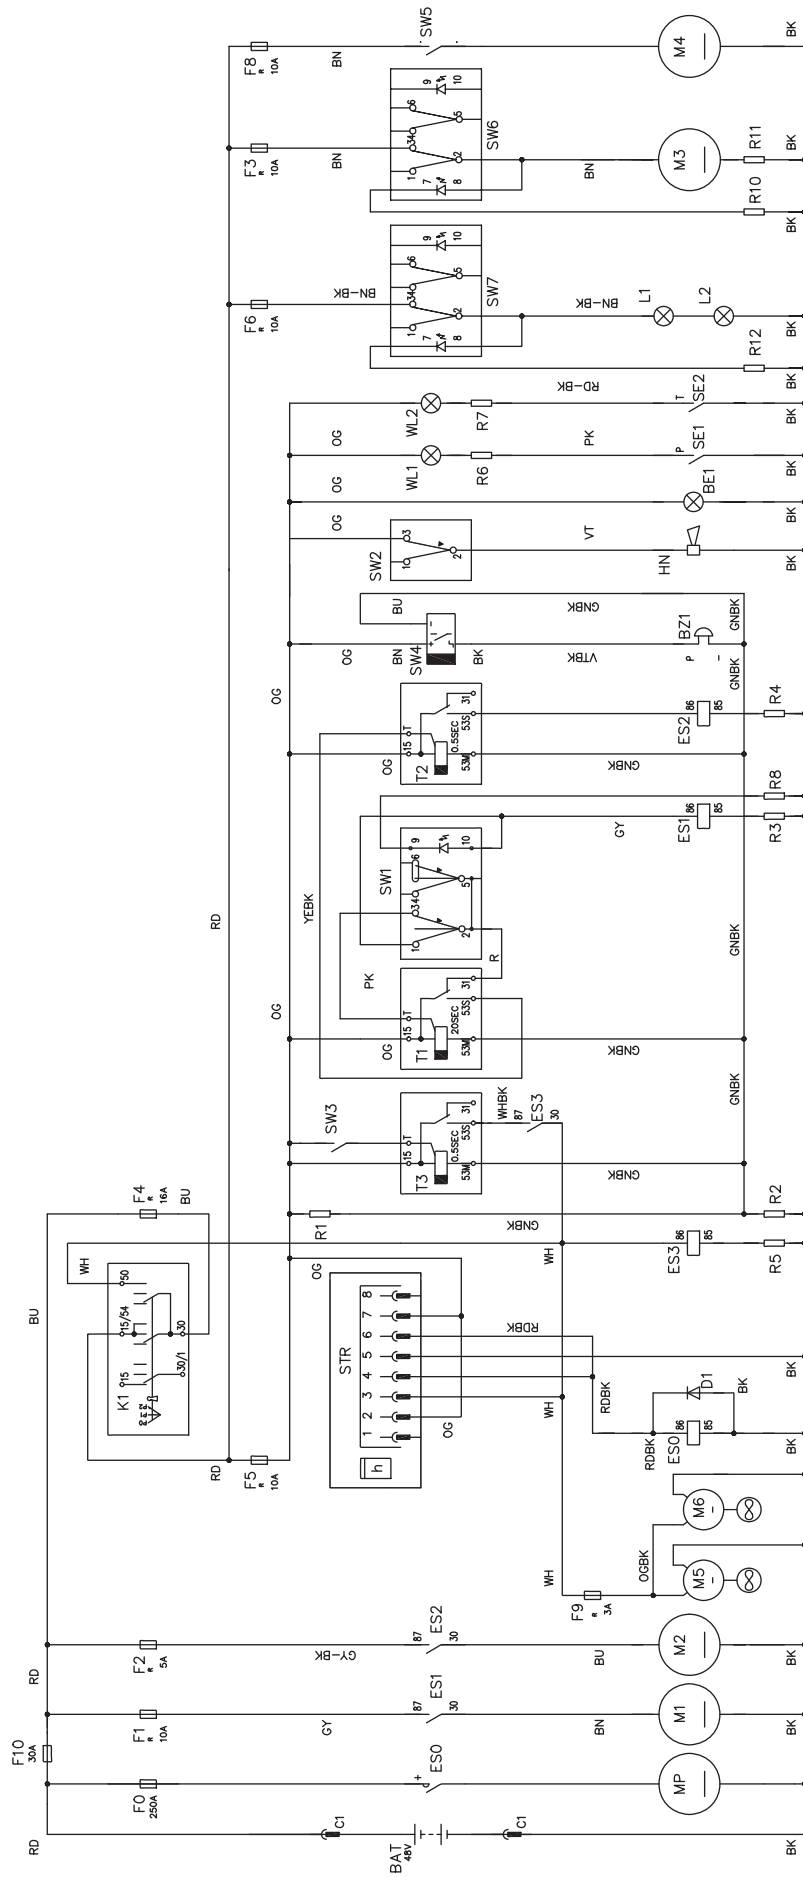 RD
F10
30A
RD
BU
F0
250A
F1
R
10A
F2
R
5A
F4
R
16A
BU
K1
15
15/54
50
30/1
30
WH
RD
F5
R
10A
RD
F6
R
10A
F3
R
10A
F8
R
10A
BN-BK
BN
BN
C1
BAT
48V
C1
GY
GY-BK
ES0
+
87
ES1
30
87
ES2
30
BN
BU
MP
M1
M2
BK
BK
F9
R
3A
WH
OGBK
M5
M6
h
STR
1
2
3
4
5
6
7
8
OG
OG
RDBK
RDBK
RDBK
WH
WH
ES0
86
85
D1
BK
BK
BK
R1
GNBK
ES3
86
85
R5
R2
SW3
T3
15
T
0.5SEC
53M
53S
31
WHBK
87
ES3
30
GNBK
GNBK
OG
OG
T1
15
T
20SEC
53M
53S
31
PK
R
YEBK
GNBK
GNBK
SW1
1
34
6
2
5
9
10
GY
ES1
86
85
R3
R8
OG
OG
T2
15
T
0.5SEC
53M
53S
31
GNBK
ES2
86
85
R4
OG
BN
SW4
+
-
BK
BU
VTBK
GNBK
P
-
BZ1
GNBK
GNBK
OG
SW2
1
3
2
VT
HN
BK
OG
BE1
BK
OG
WL1
R6
PK
P
SE1
BK
WL2
R7
RD-BK
T
SE2
BK
SW7
1
34
6
2
5
7
8
9
10
BN-BK
L1
L2
R12
BK
BK
SW6
1
34
6
2
5
7
8
9
10
BN
M3
R10
R11
BK
BK
SW5
M4
BK